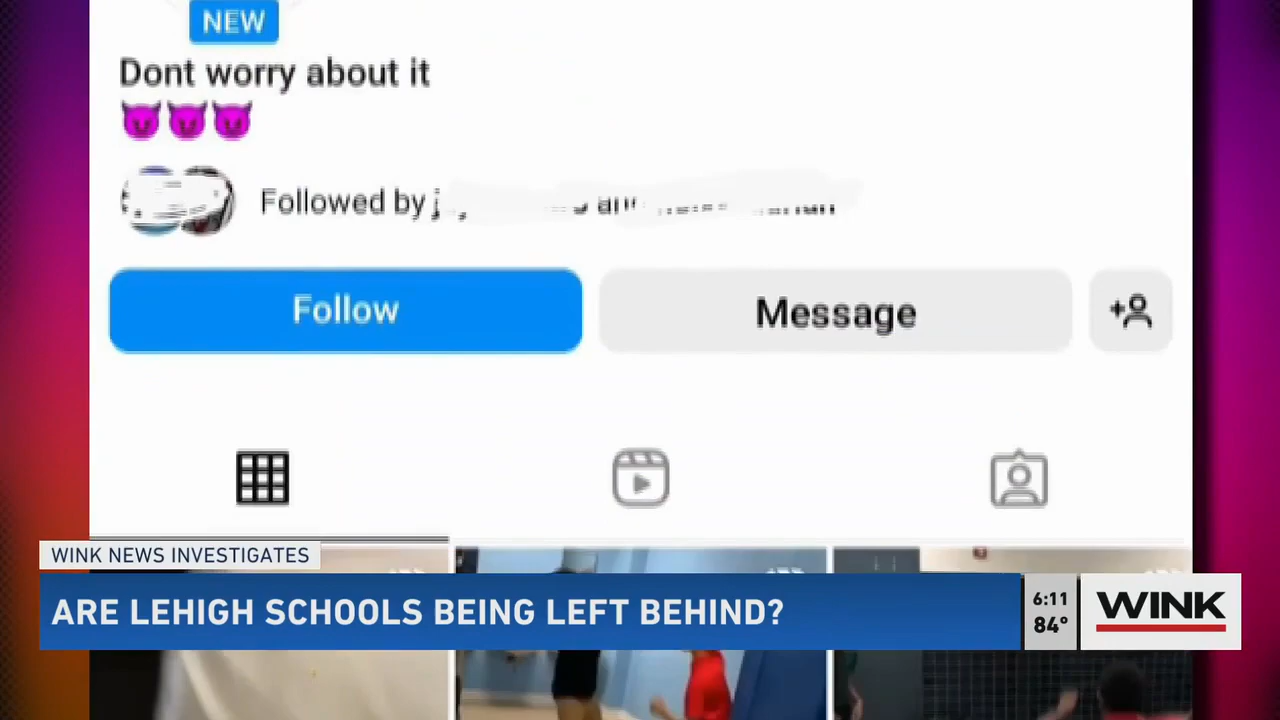 NEW
Dont worry about it
Followed by
Follow
Message
WINK NEWS INVESTIGATES
ARE LEHIGH SCHOOLS BEING LEFT BEHIND?
6:11
84°
WINK